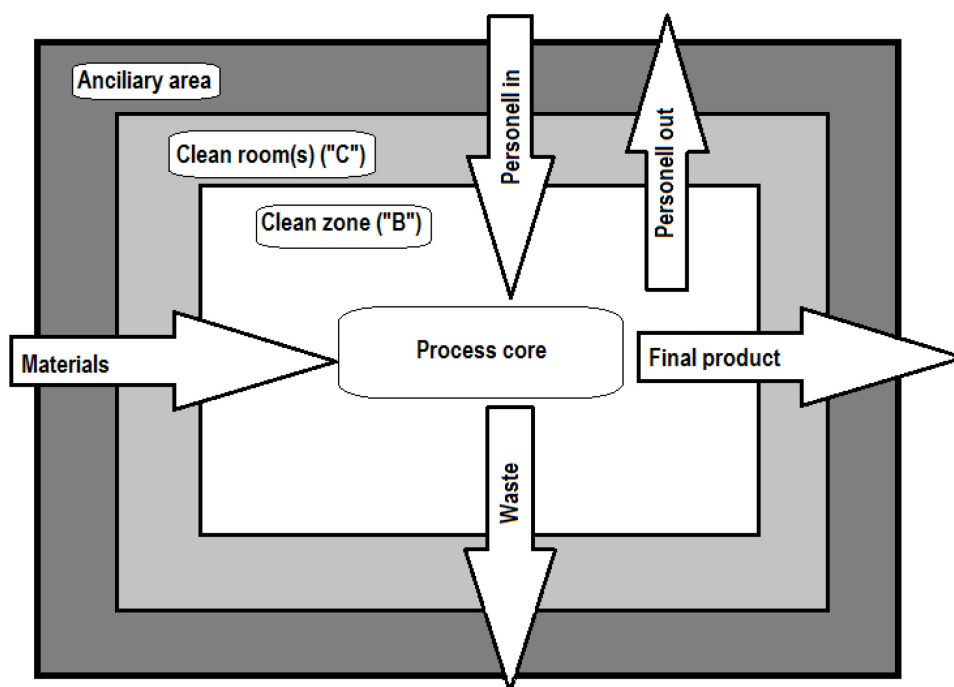 Anciliary area
Clean room(s) ("C")
Clean zone ("B")
Personell in
Personell out
Materials
Process core
Final product
Waste